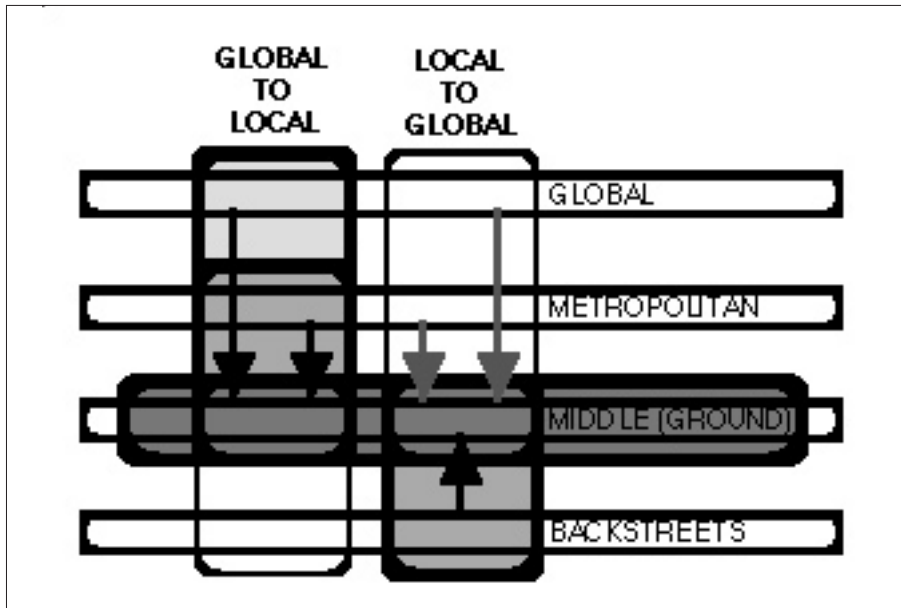 GLOBAL
TO
LOCAL
LOCAL
TO
GLOBAL
GLOBAL
METROPOLITAN
MIDDLE (GROUND)
BACKSTREETS